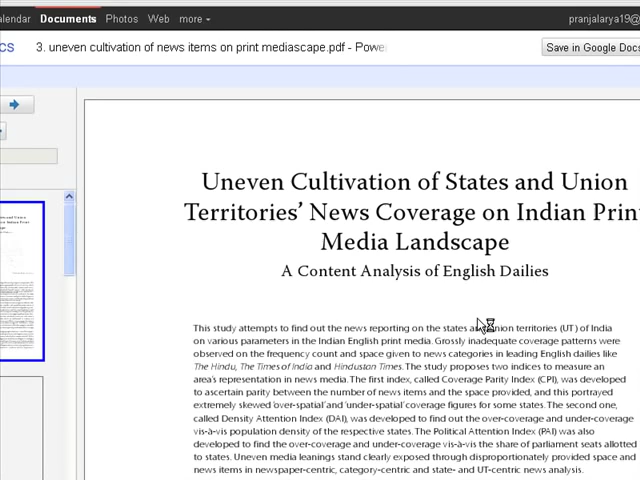 alendar Documents Photos Web more pranjalarya19@
cs 3. uneven cultivation of news items on print mediascape.pdf - Powe Save in Google Docs
Uneven Cultivation of States and Union
Territories’ News Coverage on Indian Print
Media Landscape
A Content Analysis of English Dailies
This study attempts to find out the news reporting on the states and union territories (UT) of India
on various parameters in the Indian English print media. Grossly inadequate coverage patterns were
observed on the frequency count and space given to news categories in leading English dailies like
The Hindu, The Times of India and Hindustan Times. The study proposes two indices to measure an
area’s representation in news media. The first index, called Coverage Parity Index (CPI), was developed
to ascertain parity between the number of news items and the space provided, and this portrayed
extremely skewed ‘over-spatial’ and ‘under-spatial’ coverage figures for some states. The second one,
called Density Attention Index (DAI), was developed to find out the over-coverage and under-coverage
vis-à-vis population density of the respective states. The Political Attention Index (PAI) was also
developed to find the over-coverage and under-coverage vis-à-vis the share of parliament seats allotted
to states. Uneven media leanings stand clearly exposed through disproportionately provided space and
news items in newspaper-centric, category-centric and state- and UT-centric news analysis.